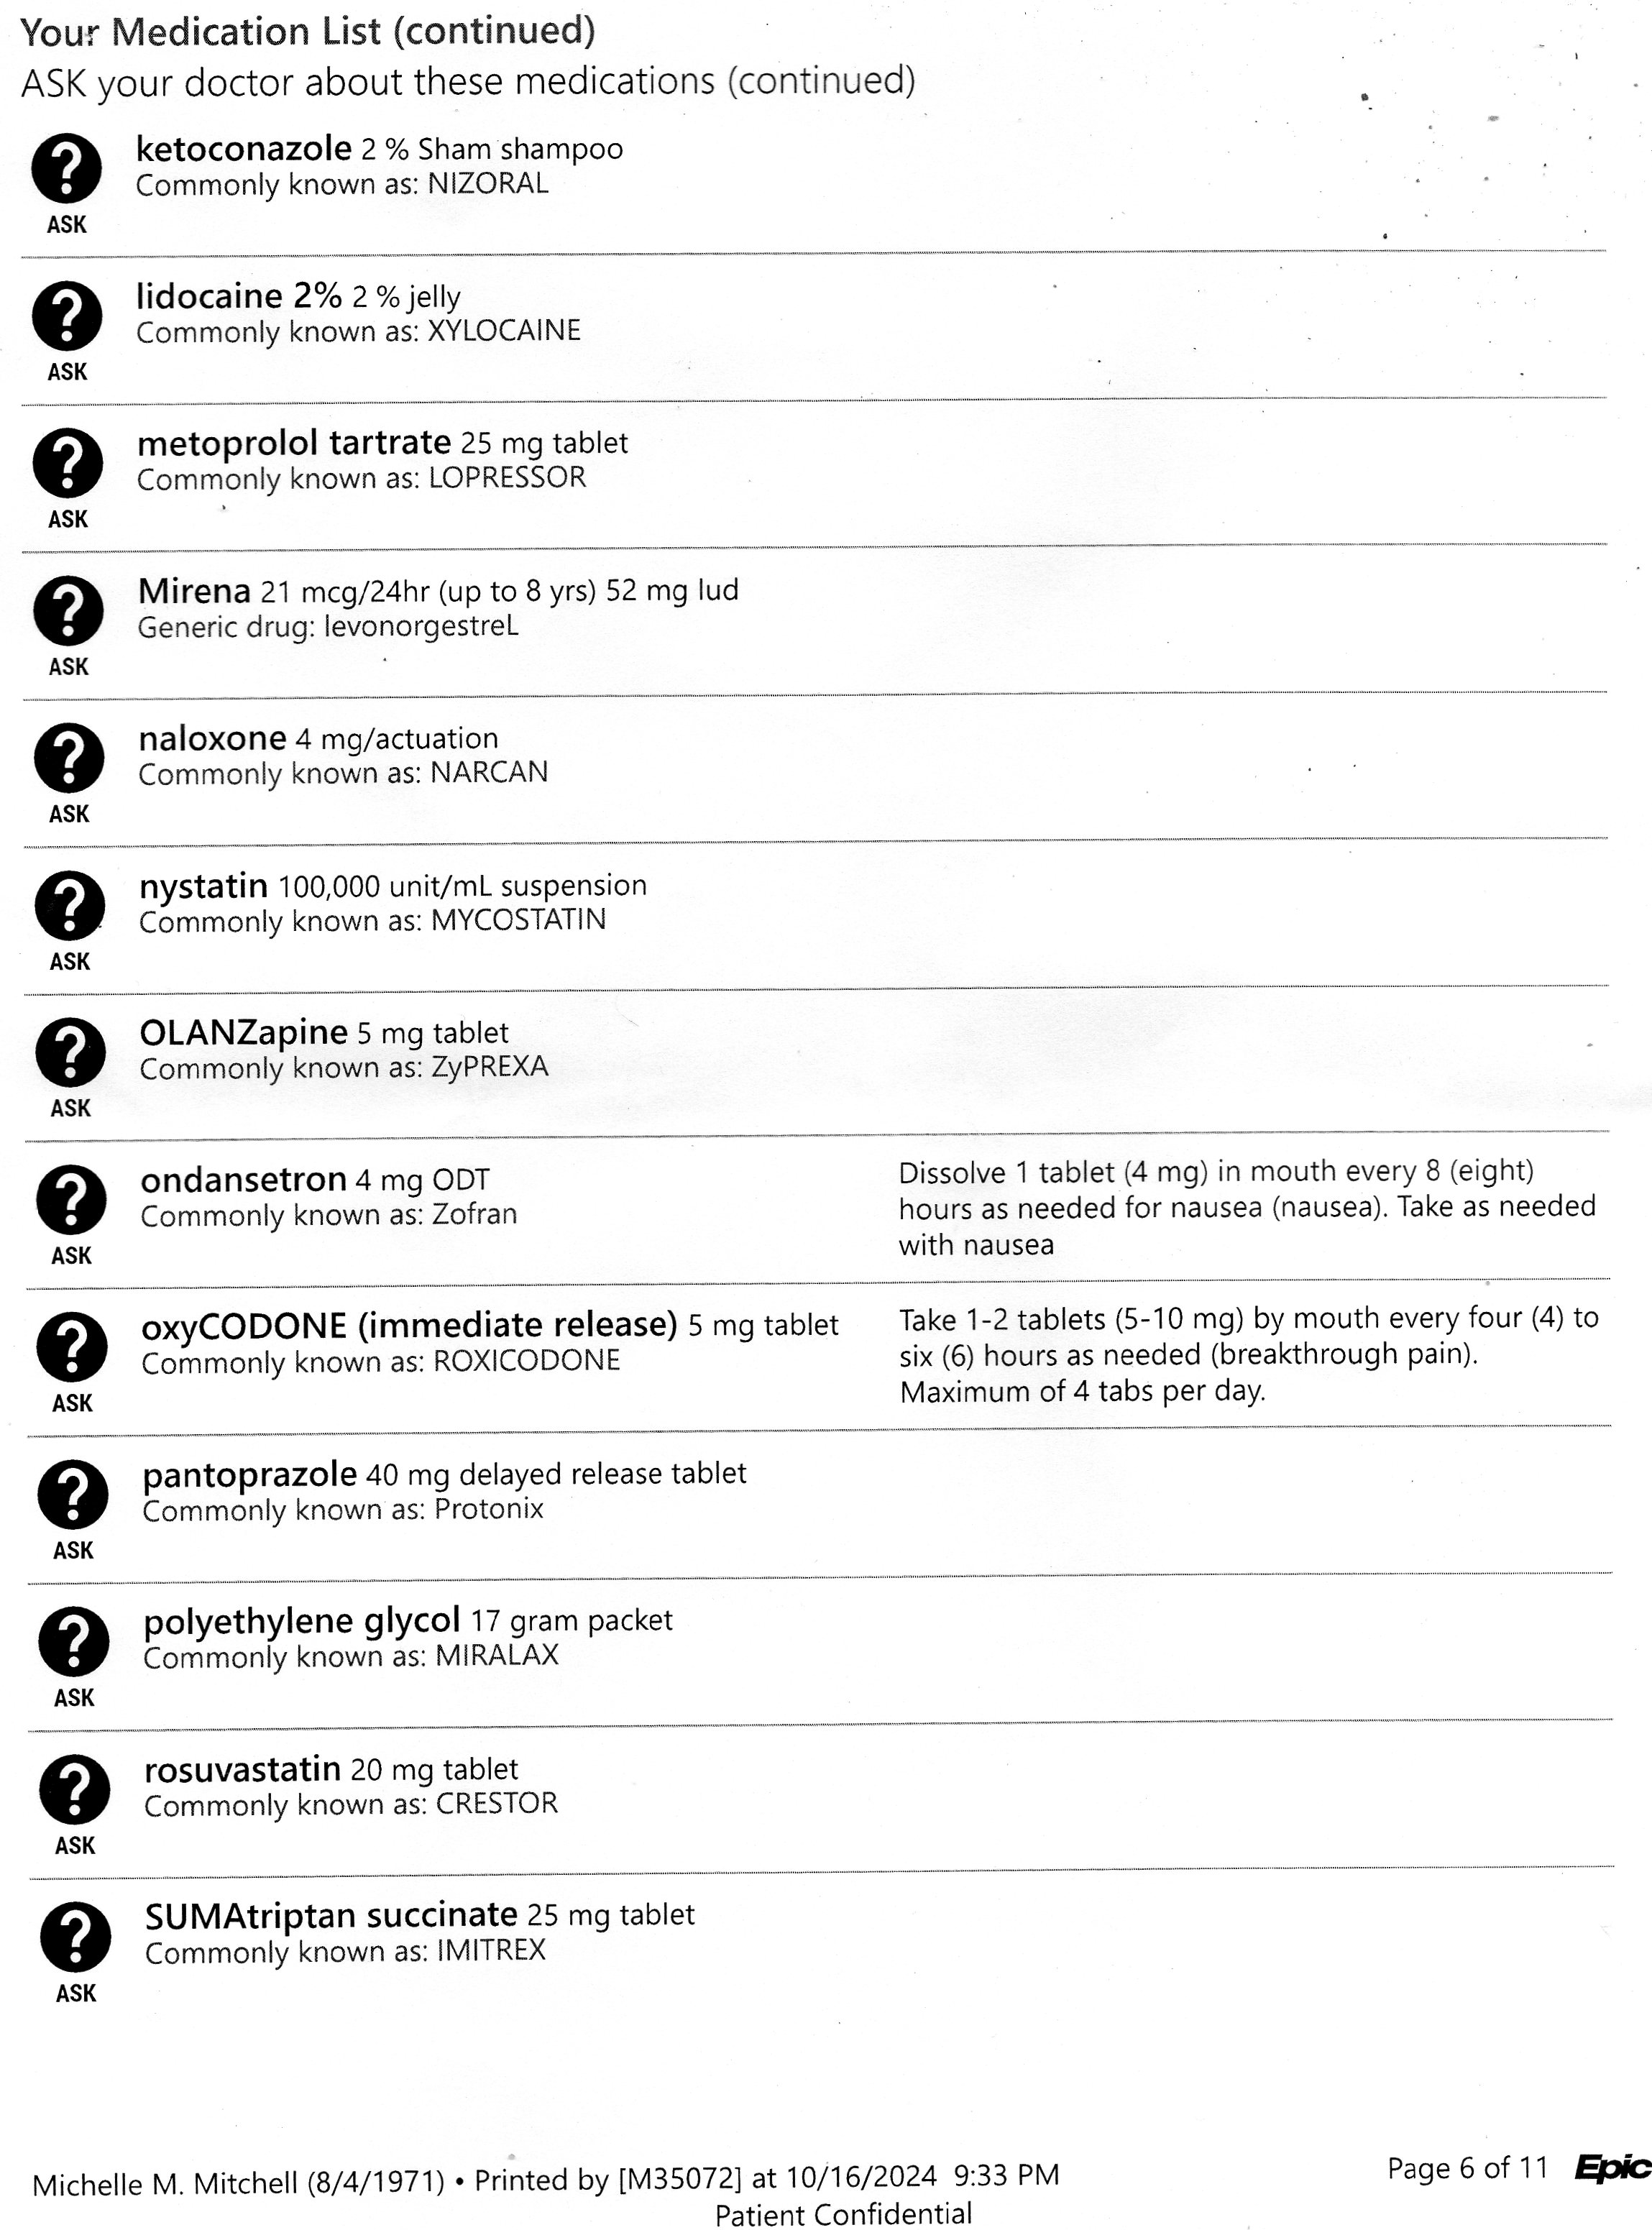 Your Medication List (continued)
ASK your doctor about these medications (continued)
?
ASK
ketoconazole 2 % Sham shampoo
Commonly known as: NIZORAL
?
ASK
lidocaine 2% 2 % jelly
Commonly known as: XYLOCAINE
?
ASK
metoprolol tartrate 25 mg tablet
Commonly known as: LOPRESSOR
?
ASK
Mirena 21 mcg/24hr (up to 8 yrs) 52 mg Iud
Generic drug: levonorgestreL
?
ASK
naloxone 4 mg/actuation
Commonly known as: NARCAN
?
ASK
nystatin 100,000 unit/mL suspension
Commonly known as: MYCOSTATIN
?
ASK
OLANZapine 5 mg tablet
Commonly known as: ZyPREXA
?
ASK
ondansetron 4 mg ODT
Commonly known as: Zofran
Dissolve 1 tablet (4 mg) in mouth every 8 (eight)
hours as needed for nausea (nausea). Take as needed
with nausea
?
ASK
oxyCODONE (immediate release) 5 mg tablet
Commonly known as: ROXICODONE
Take 1-2 tablets (5-10 mg) by mouth every four (4) to
six (6) hours as needed (breakthrough pain).
Maximum of 4 tabs per day.
?
ASK
pantoprazole 40 mg delayed release tablet
Commonly known as: Protonix
?
ASK
polyethylene glycol 17 gram packet
Commonly known as: MIRALAX
?
ASK
rosuvastatin 20 mg tablet
Commonly known as: CRESTOR
?
ASK
SUMAtriptan succinate 25 mg tablet
Commonly known as: IMITREX
Michelle M. Mitchell (8/4/1971) • Printed by [M35072] at 10/16/2024 9:33 PM
Page 6 of 11 Epic
Patient Confidential